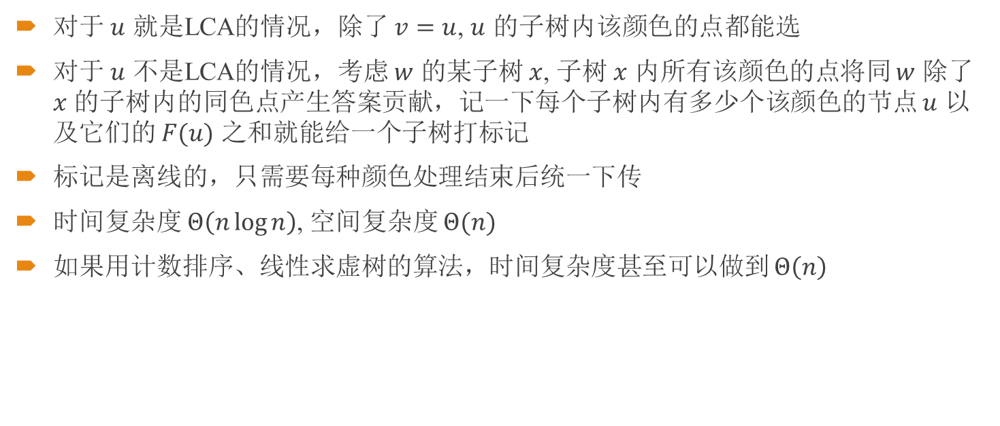 对于 u 就是LCA的情况，除了 v = u, u 的子树内该颜色的点都能选
对于 u 不是LCA的情况，考虑 w 的某子树 x, 子树 x 内所有该颜色的点将同 w 除了
x 的子树内的同色点产生答案贡献，记一下每个子树内有多少个该颜色的节点 u 以
及它们的 F(u) 之和就能给一个子树打标记
标记是离线的，只需要每种颜色处理结束后统一下传
时间复杂度 Θ(n log n), 空间复杂度 Θ(n)
如果用计数排序、线性求虚树的算法，时间复杂度甚至可以做到 Θ(n)